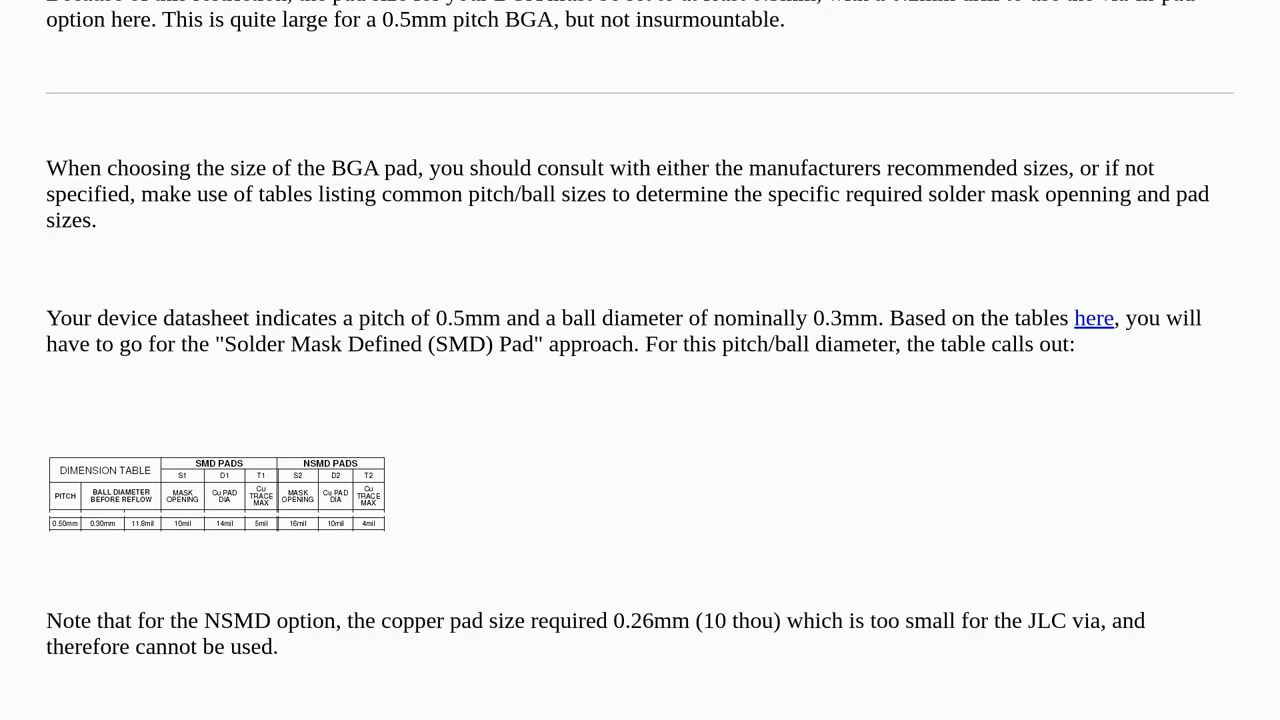 option here. This is quite large for a 0.5mm pitch BGA, but not insurmountable.
When choosing the size of the BGA pad, you should consult with either the manufacturers recommended sizes, or if not
specified, make use of tables listing common pitch/ball sizes to determine the specific required solder mask openning and pad
sizes.
Your device datasheet indicates a pitch of 0.5mm and a ball diameter of nominally 0.3mm. Based on the tables here, you will
have to go for the "Solder Mask Defined (SMD) Pad" approach. For this pitch/ball diameter, the table calls out:
DIMENSION TABLE SMD PADS NSMD PADS
S1 D1 T1 S2 D2 T2
PITCH BALL DIAMETER BEFORE REFLOW MASK OPENING Cu PAD DIA Cu TRACE MAX MASK OPENING Cu PAD DIA Cu TRACE MAX
0.50mm 0.30mm 11.8mil 10mil 14mil 5mil 16mil 10mil 4mil
Note that for the NSMD option, the copper pad size required 0.26mm (10 thou) which is too small for the JLC via, and
therefore cannot be used.